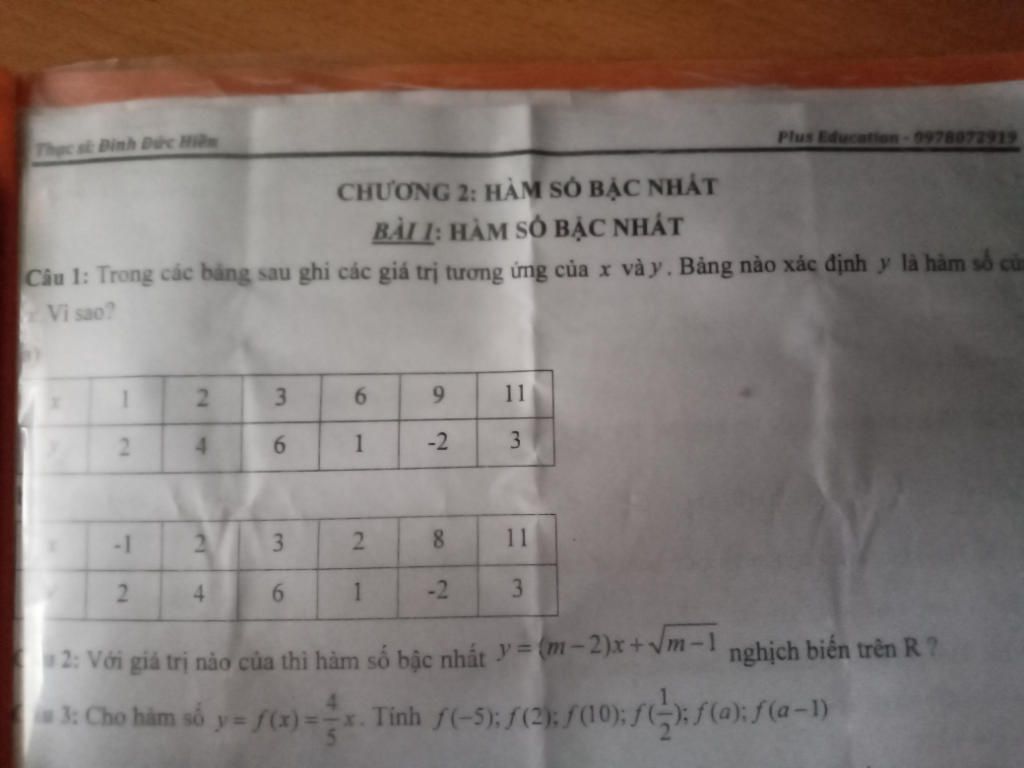 Thạc sĩ: Đinh Đức Hiền
Plus Education - 0978072919
CHƯƠNG 2: HÀM SỐ BẬC NHẤT
BÀI 1: HÀM SỐ BẬC NHẤT
Câu 1: Trong các bảng sau ghi các giá trị tương ứng của x và y. Bảng nào xác định y là hàm số củ
x. Vì sao?
a)
x 1 2 3 6 9 11
y 2 4 6 1 -2 3
x -1 2 3 2 8 11
y 2 4 6 1 -2 3
u 2: Với giá trị nào của thì hàm số bậc nhất y = (m − 2)x + √(m − 1) nghịch biến trên R ?
u 3: Cho hàm số y = f(x) = 4/5 x. Tính f(−5); f(2); f(10); f(1/2); f(a); f(a − 1)